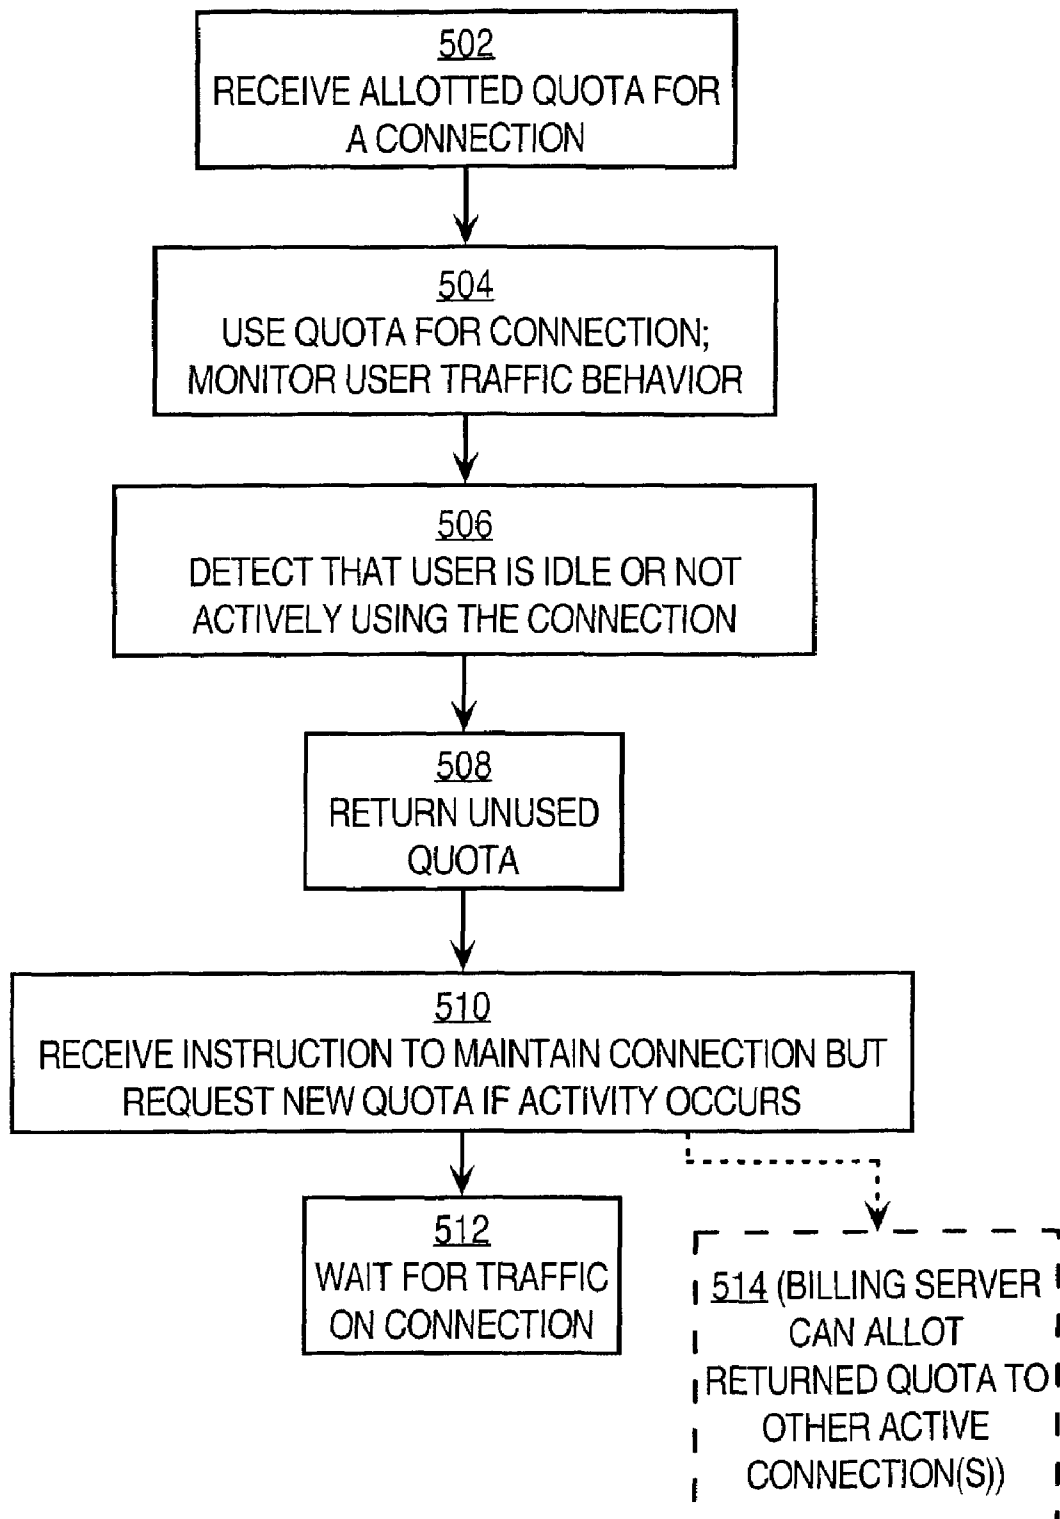 502
RECEIVE ALLOTTED QUOTA FOR
A CONNECTION
504
USE QUOTA FOR CONNECTION;
MONITOR USER TRAFFIC BEHAVIOR
506
DETECT THAT USER IS IDLE OR NOT
ACTIVELY USING THE CONNECTION
508
RETURN UNUSED
QUOTA
510
RECEIVE INSTRUCTION TO MAINTAIN CONNECTION BUT
REQUEST NEW QUOTA IF ACTIVITY OCCURS
512
WAIT FOR TRAFFIC
ON CONNECTION
514 (BILLING SERVER
CAN ALLOT
RETURNED QUOTA TO
OTHER ACTIVE
CONNECTION(S))